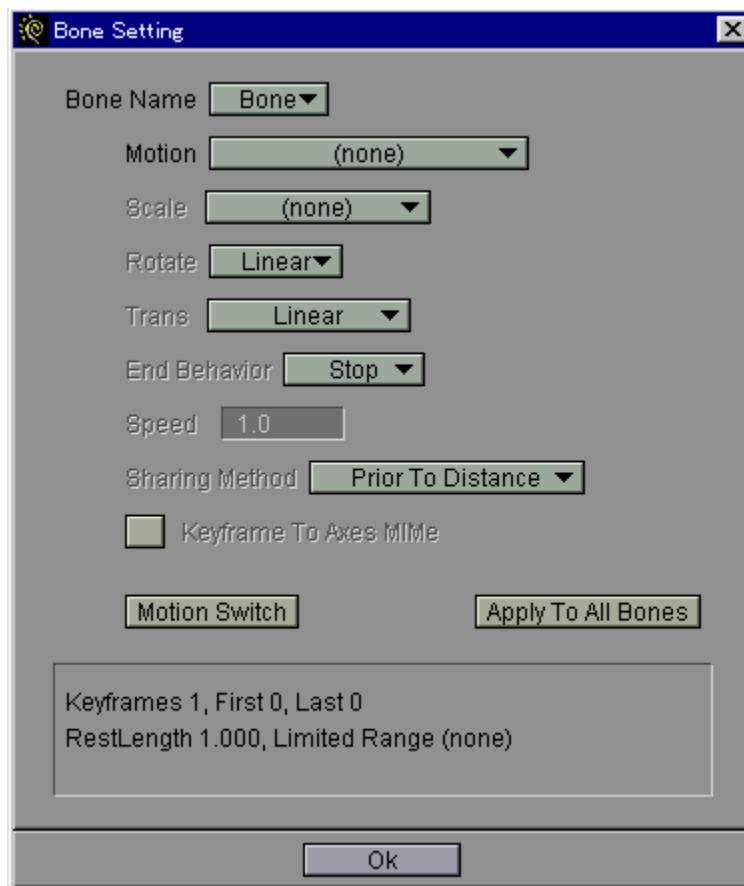 Bone Setting
Bone Name Bone
Motion (none)
Scale (none)
Rotate Linear
Trans Linear
End Behavior Stop
Speed 1.0
Sharing Method Prior To Distance
Keyframe To Axes MIMe
Motion Switch Apply To All Bones
Keyframes 1, First 0, Last 0
RestLength 1.000, Limited Range (none)
Ok